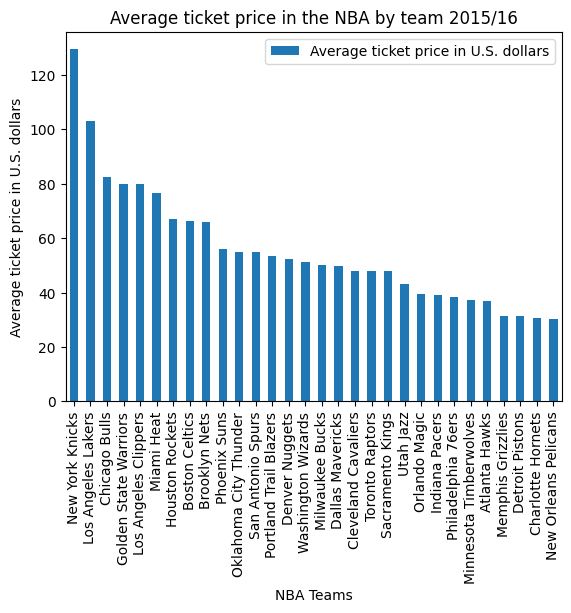 Average ticket price in the NBA by team 2015/16
Average ticket price in U.S. dollars
Average ticket price in U.S. dollars
120
100
80
60
40
20
0
New York Knicks
Los Angeles Lakers
Chicago Bulls
Golden State Warriors
Los Angeles Clippers
Miami Heat
Houston Rockets
Boston Celtics
Brooklyn Nets
Phoenix Suns
Oklahoma City Thunder
San Antonio Spurs
Portland Trail Blazers
Denver Nuggets
Washington Wizards
Milwaukee Bucks
Dallas Mavericks
Cleveland Cavaliers
Toronto Raptors
Sacramento Kings
Utah Jazz
Orlando Magic
Indiana Pacers
Philadelphia 76ers
Minnesota Timberwolves
Atlanta Hawks
Memphis Grizzlies
Detroit Pistons
Charlotte Hornets
New Orleans Pelicans
NBA Teams